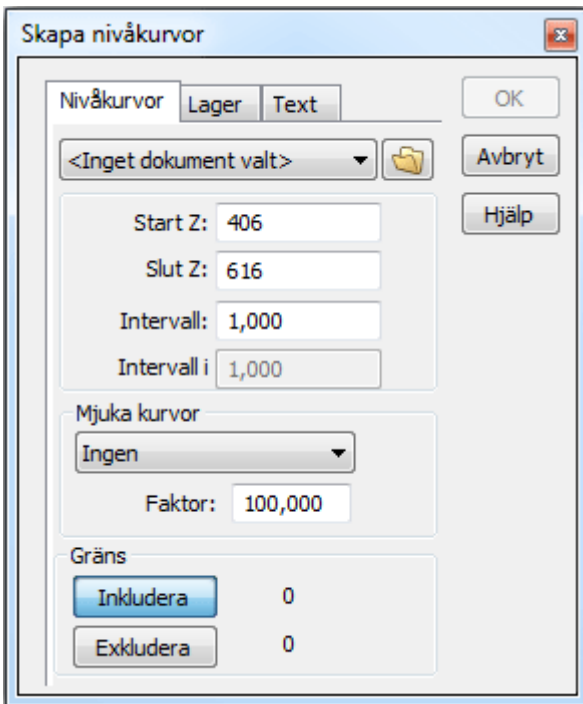 Skapa nivåkurvor
Nivåkurvor Lager Text
OK
<Inget dokument valt>
Avbryt
Start Z: 406
Hjälp
Slut Z: 616
Intervall: 1,000
Intervall i 1,000
Mjuka kurvor
Ingen
Faktor: 100,000
Gräns
Inkludera 0
Exkludera 0